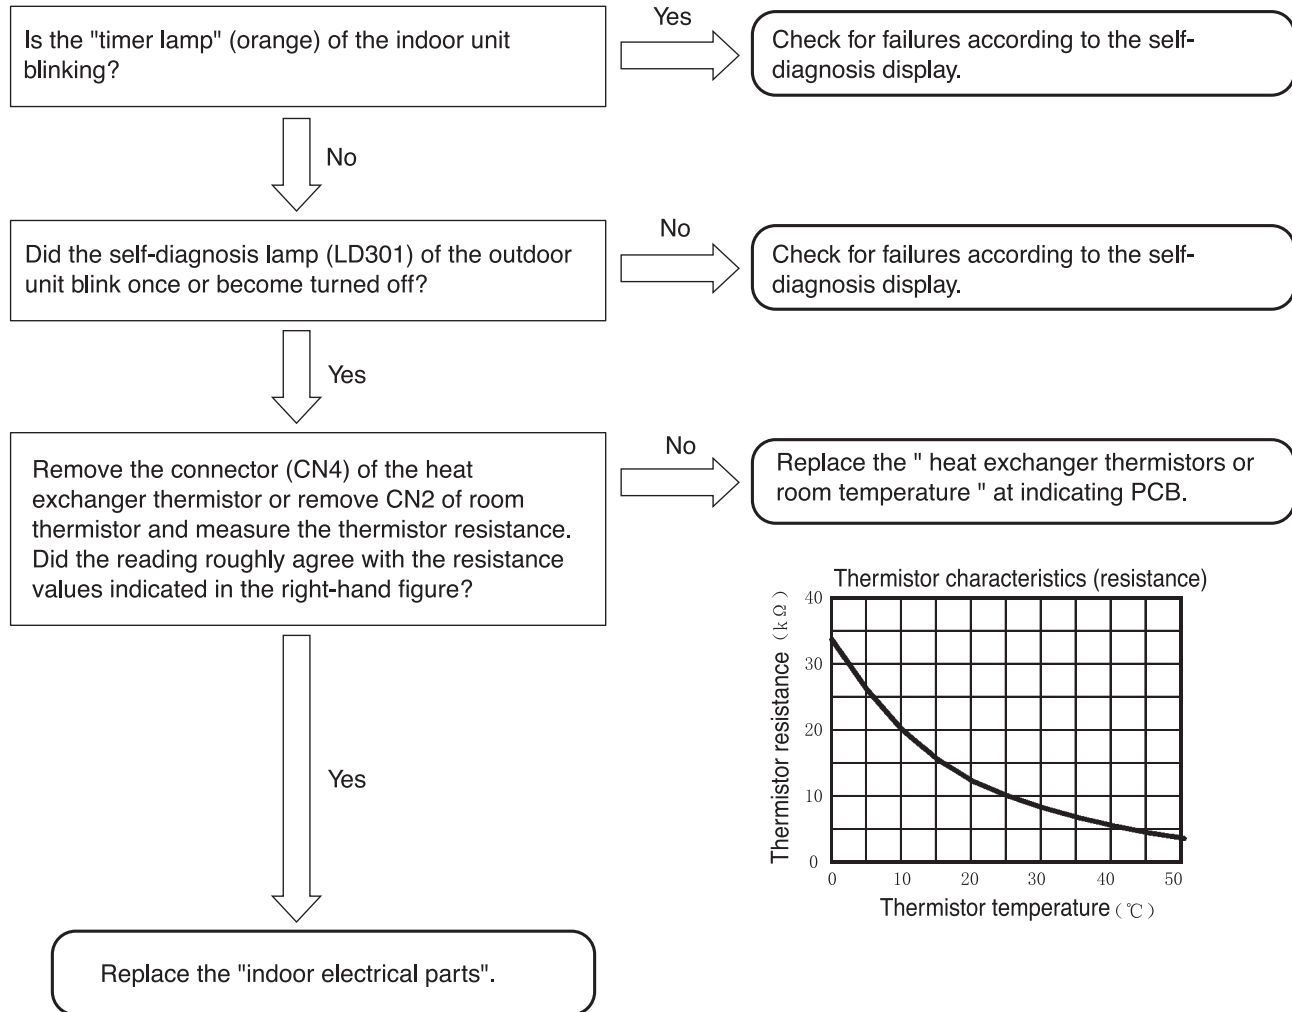 Is the "timer lamp" (orange) of the indoor unit
blinking?
Yes
Check for failures according to the self-
diagnosis display.
No
Did the self-diagnosis lamp (LD301) of the outdoor
unit blink once or become turned off?
No
Check for failures according to the self-
diagnosis display.
Yes
Remove the connector (CN4) of the heat
exchanger thermistor or remove CN2 of room
thermistor and measure the thermistor resistance.
Did the reading roughly agree with the resistance
values indicated in the right-hand figure?
No
Replace the " heat exchanger thermistors or
room temperature " at indicating PCB.
Thermistor characteristics (resistance)
Thermistor resistance (kΩ)
40
30
20
10
0
0 10 20 30 40 50
Thermistor temperature (℃)
Yes
Replace the "indoor electrical parts".